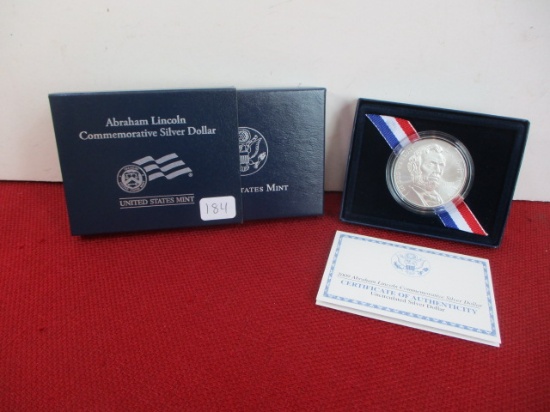 Abraham Lincoln
Commemorative Silver Dollar
UNITED STATES MINT
184
STATES MINT
2009 Abraham Lincoln Commemorative Silver Dollar
CERTIFICATE OF AUTHENTICITY
Uncirculated Silver Dollar